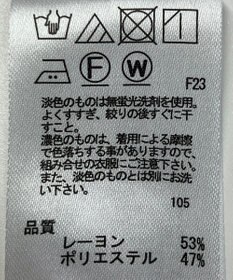 F W
F23
淡色のものは無蛍光洗剤を使用。
よくすすぎ、絞りの後すぐに干
すこと。
濃色のものは、着用による摩擦
で色落ちする事がありますので、
組み合せの衣服にご注意下さい。
また、淡色のものとは別にお洗
い下さい。
105
品質
レーヨン 53%
ポリエステル 47%